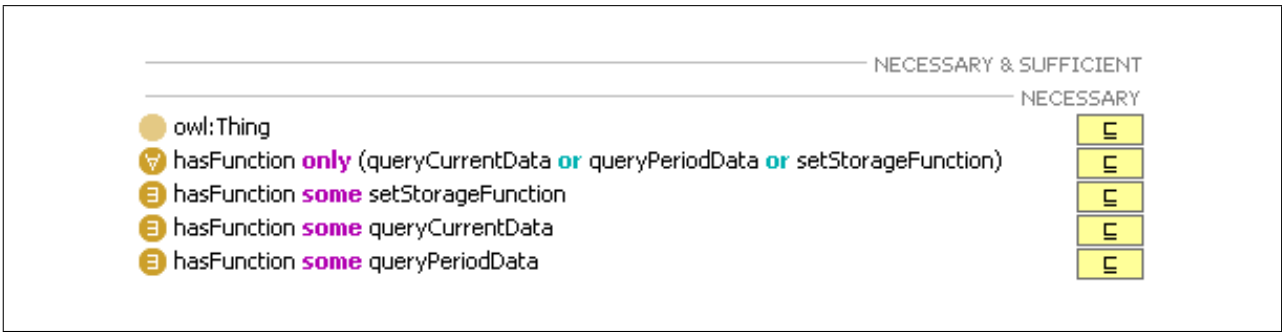 NECESSARY & SUFFICIENT
NECESSARY
owl:Thing ⊑
∀ hasFunction only (queryCurrentData or queryPeriodData or setStorageFunction) ⊑
∃ hasFunction some setStorageFunction ⊑
∃ hasFunction some queryCurrentData ⊑
∃ hasFunction some queryPeriodData ⊑